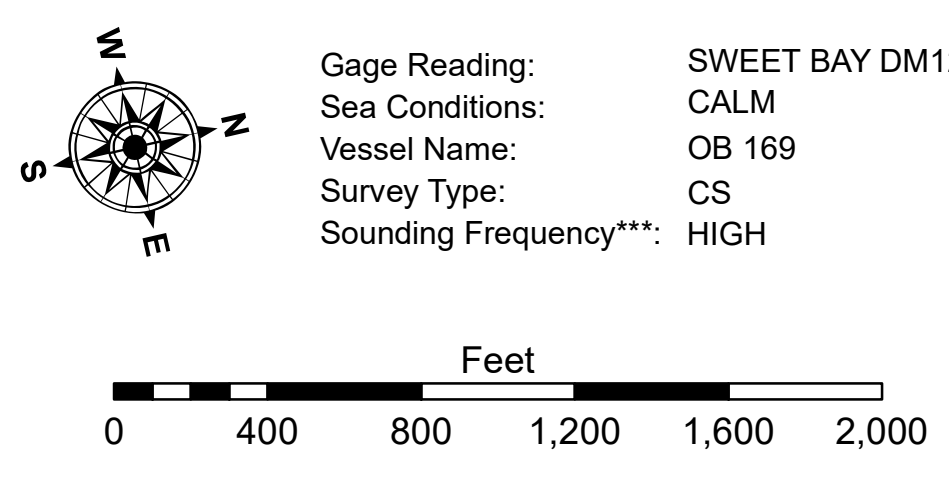 W
N
S
E
Gage Reading: SWEET BAY DM1
Sea Conditions: CALM
Vessel Name: OB 169
Survey Type: CS
Sounding Frequency***: HIGH
Feet
0 400 800 1,200 1,600 2,000